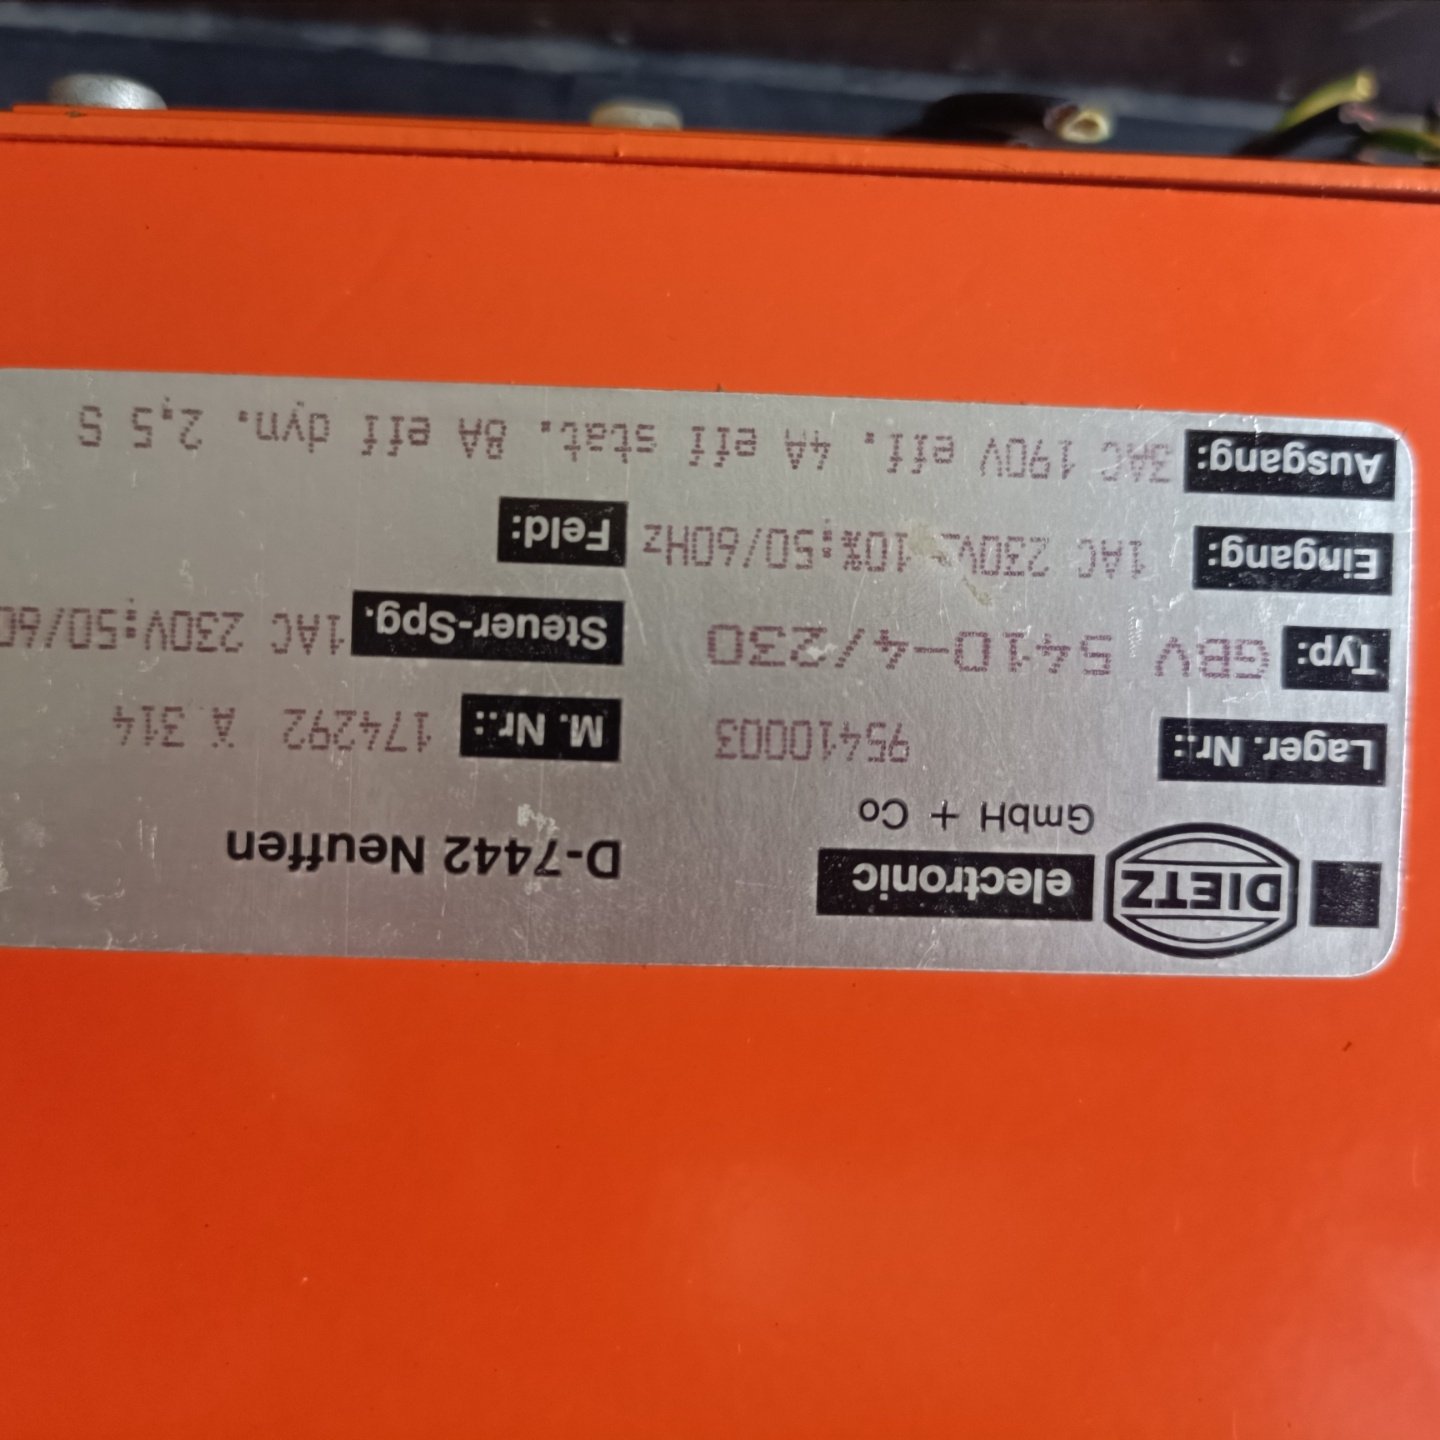 DIETZ electronic
GmbH + Co
D-7442 Neuffen
Lager. Nr.: 95410003 M. Nr.: 174292 A 314
Typ: GBV 5410-4/230 Steuer-Spg. 1AC 230V;50/60
Eingang: 1AC 230V- 10%;50/60Hz Feld:
Ausgang: 3AC 190V eff. 4A eff stat. 8A eff dyn. 2,5 S